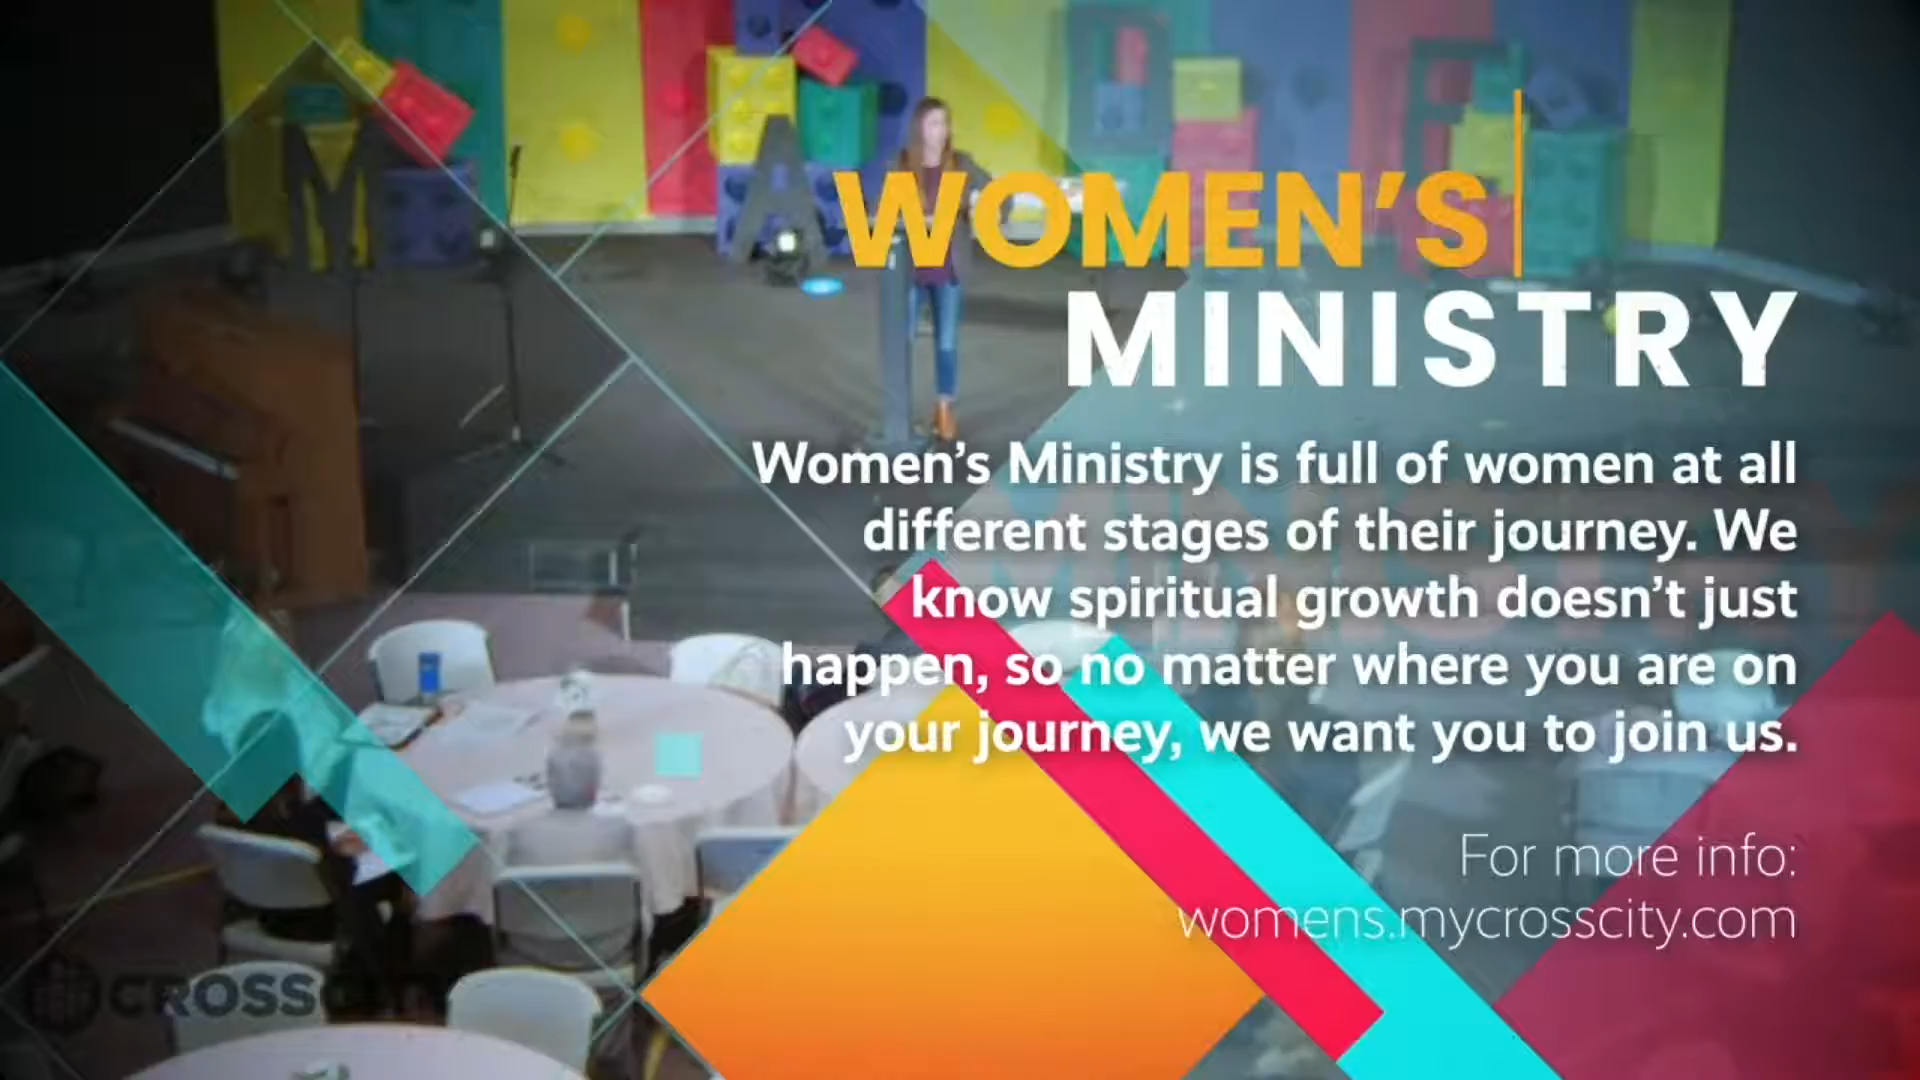 WOMEN'S
MINISTRY
Women's Ministry is full of women at all
different stages of their journey. We
know spiritual growth doesn't just
happen, so no matter where you are on
your journey, we want you to join us.
For more info:
womens.mycrosscity.com
CROSS